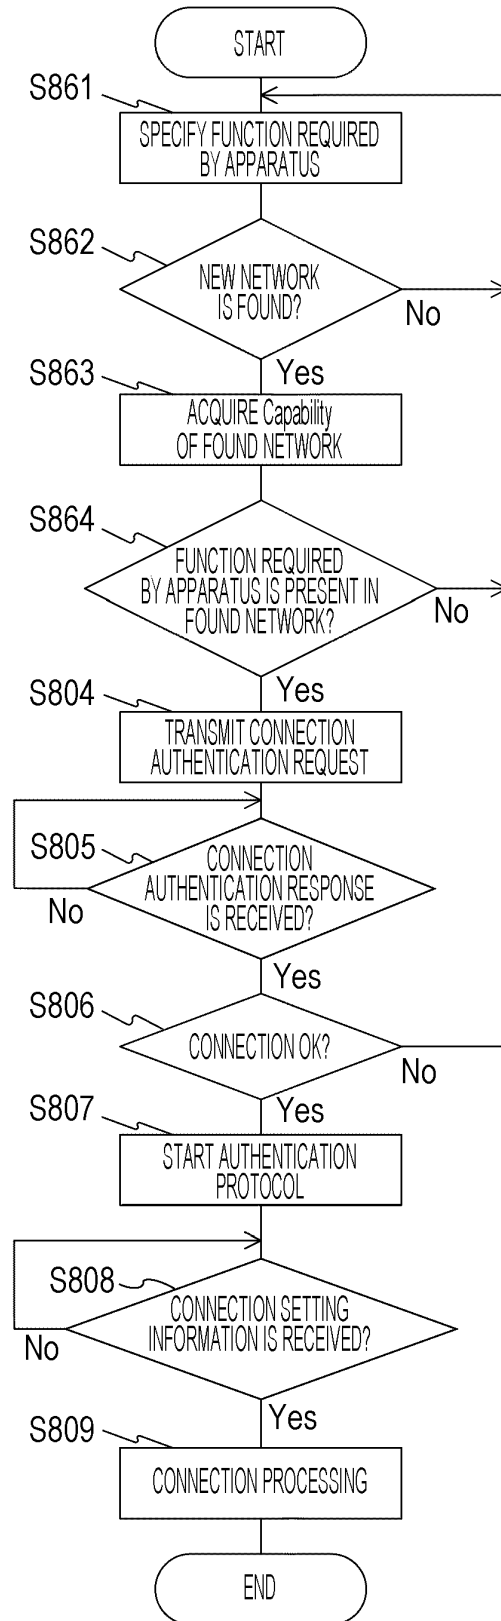 START
S861
SPECIFY FUNCTION REQUIRED
BY APPARATUS
S862
NEW NETWORK
IS FOUND?
No
Yes
S863
ACQUIRE Capability
OF FOUND NETWORK
S864
FUNCTION REQUIRED
BY APPARATUS IS PRESENT IN
FOUND NETWORK?
No
Yes
S804
TRANSMIT CONNECTION
AUTHENTICATION REQUEST
S805
CONNECTION
AUTHENTICATION RESPONSE
IS RECEIVED?
No
Yes
S806
CONNECTION OK?
No
Yes
S807
START AUTHENTICATION
PROTOCOL
S808
CONNECTION SETTING
INFORMATION IS RECEIVED?
No
Yes
S809
CONNECTION PROCESSING
END